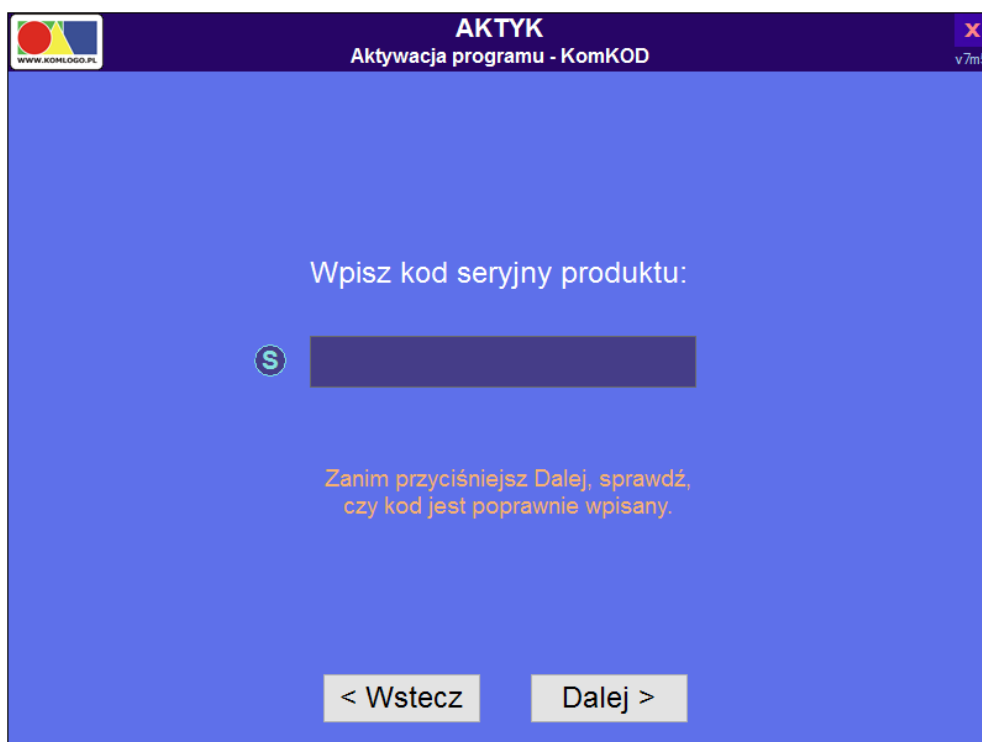 AKTYK
Aktywacja programu - KomKOD
WWW.KOMLOGO.PL
X
Wpisz kod seryjny produktu:
S
Zanim przyciśniejsz Dalej, sprawdź,
czy kod jest poprawnie wpisany.
< Wstecz
Dalej >